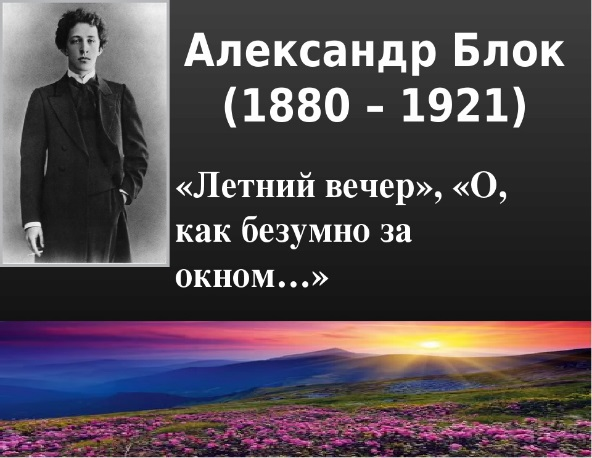 Александр Блок
(1880 – 1921)
«Летний вечер», «О,
как безумно за
окном…»